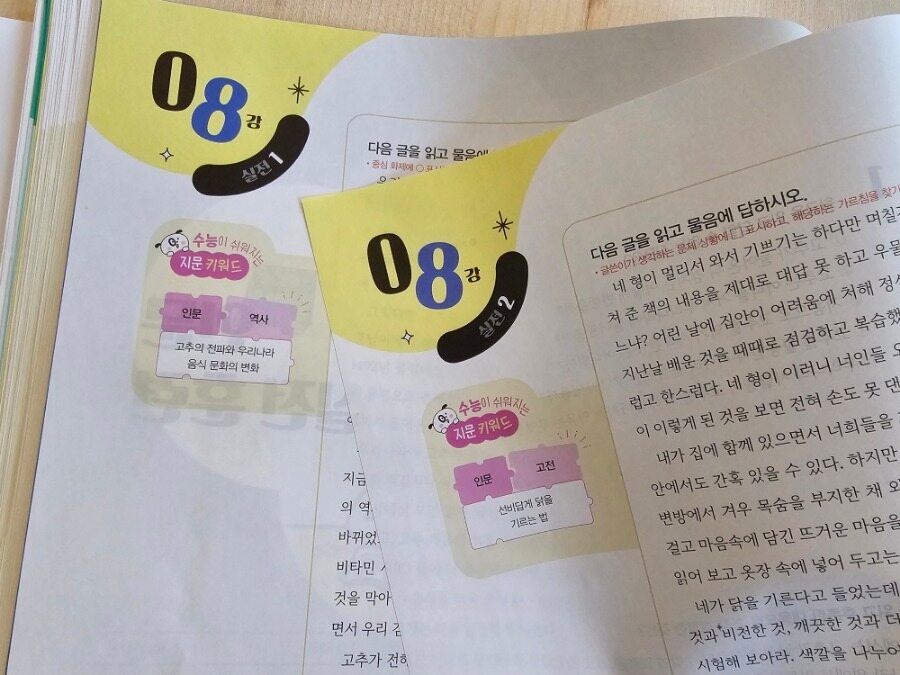 08강
실전 1
수능이 쉬워지는
지문 키워드
인문 역사
고추의 전파와 우리나라
음식 문화의 변화
다음 글을 읽고 물음에
• 중심 화제에 ○ 표시
지금
의 역
바뀌었
비타민
것을 막아
면서 우리
고추가 전하
08강
실전 2
수능이 쉬워지는
지문 키워드
인문 고전
선비답게 닭을
기르는 법
다음 글을 읽고 물음에 답하시오.
• 글쓴이가 생각하는 문제 상황에 □ 표시하고, 해당하는 가르침을 찾기
네 형이 멀리서 와서 기쁘기는 하다만 며칠
쳐 준 책의 내용을 제대로 대답 못 하고 우물
느냐? 어린 날에 집안이 어려움에 처해 정
지난날 배운 것을 때때로 점검하고 복습했
럽고 한스럽다. 네 형이 이러니 너인들 오
이 이렇게 된 것을 보면 전혀 손도 못 댄
내가 집에 함께 있으면서 너희들을
안에서도 간혹 있을 수 있다. 하지만
변방에서 겨우 목숨을 부지한 채 외
걸고 마음속에 담긴 뜨거운 마음을
읽어 보고 옷장 속에 넣어 두고는
네가 닭을 기른다고 들었는데
것과 비천한 것, 깨끗한 것과 더
시험해 보아라. 색깔을 나누어